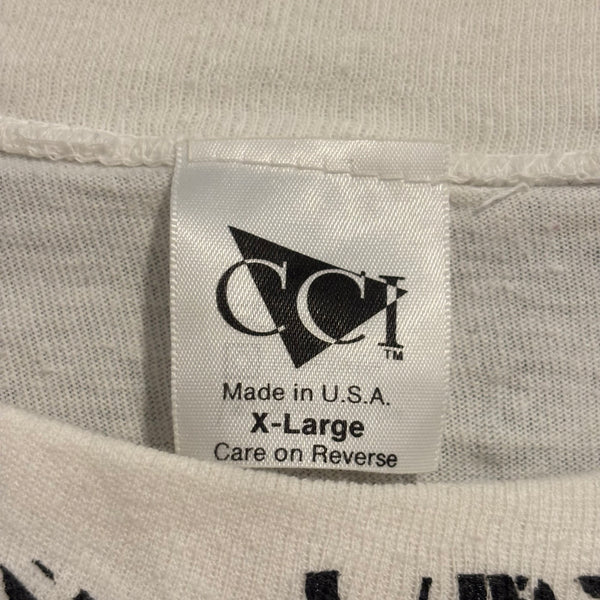 CCI
TM
Made in U.S.A.
X-Large
Care on Reverse